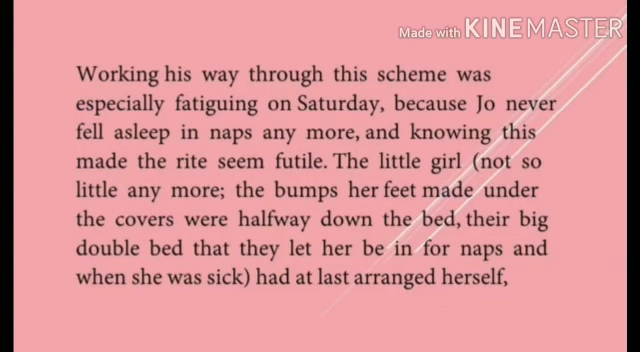 Made with KINEMASTER
Working his way through this scheme was
especially fatiguing on Saturday, because Jo never
fell asleep in naps any more, and knowing this
made the rite seem futile. The little girl (not so
little any more; the bumps her feet made under
the covers were halfway down the bed, their big
double bed that they let her be in for naps and
when she was sick) had at last arranged herself,